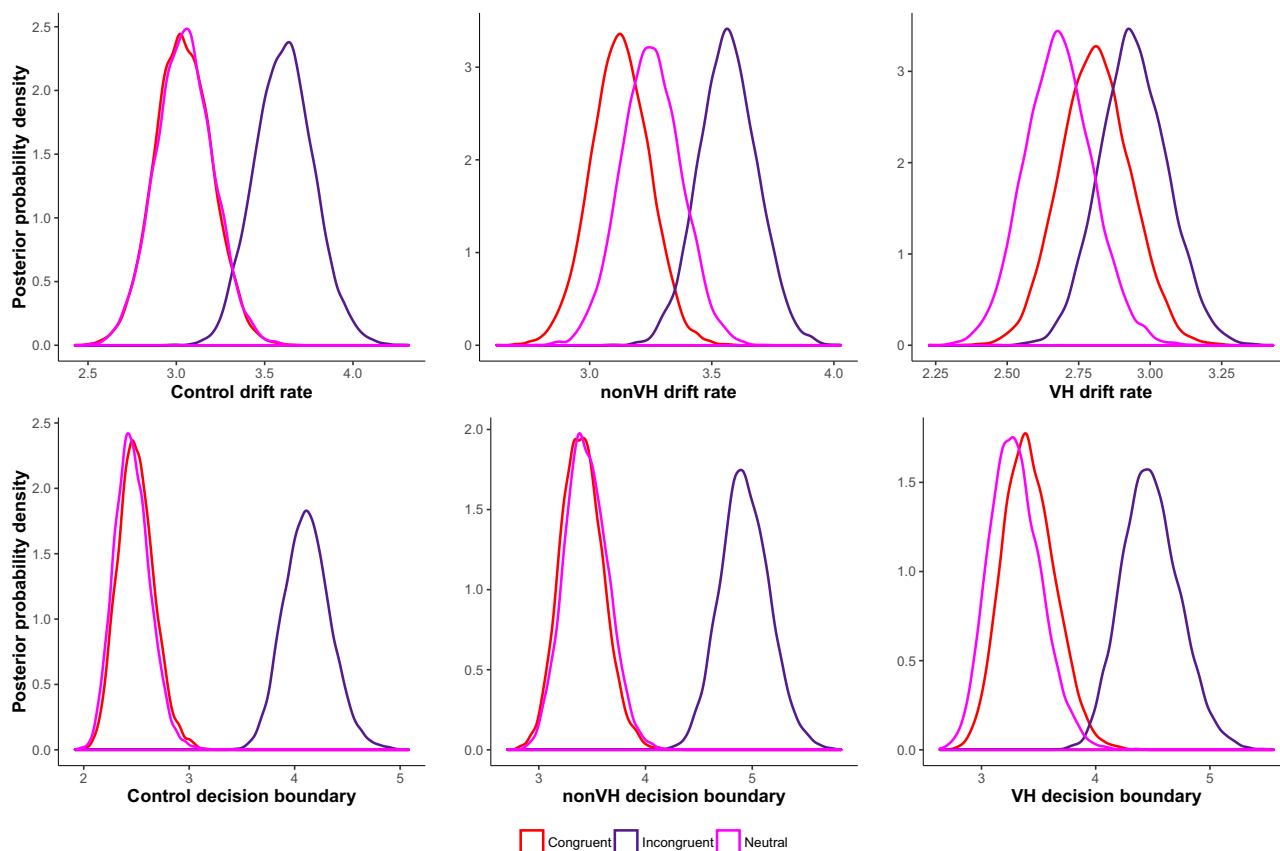 Posterior probability density
2.5
2.0
1.5
1.0
0.5
0.0
2.5 3.0 3.5 4.0
Control drift rate
3
2
1
0
3.0 3.5 4.0
nonVH drift rate
3
2
1
0
2.25 2.50 2.75 3.00 3.25
VH drift rate
Posterior probability density
2.5
2.0
1.5
1.0
0.5
0.0
2 3 4 5
Control decision boundary
2.0
1.5
1.0
0.5
0.0
3 4 5
nonVH decision boundary
1.5
1.0
0.5
0.0
3 4 5
VH decision boundary
Congruent Incongruent Neutral